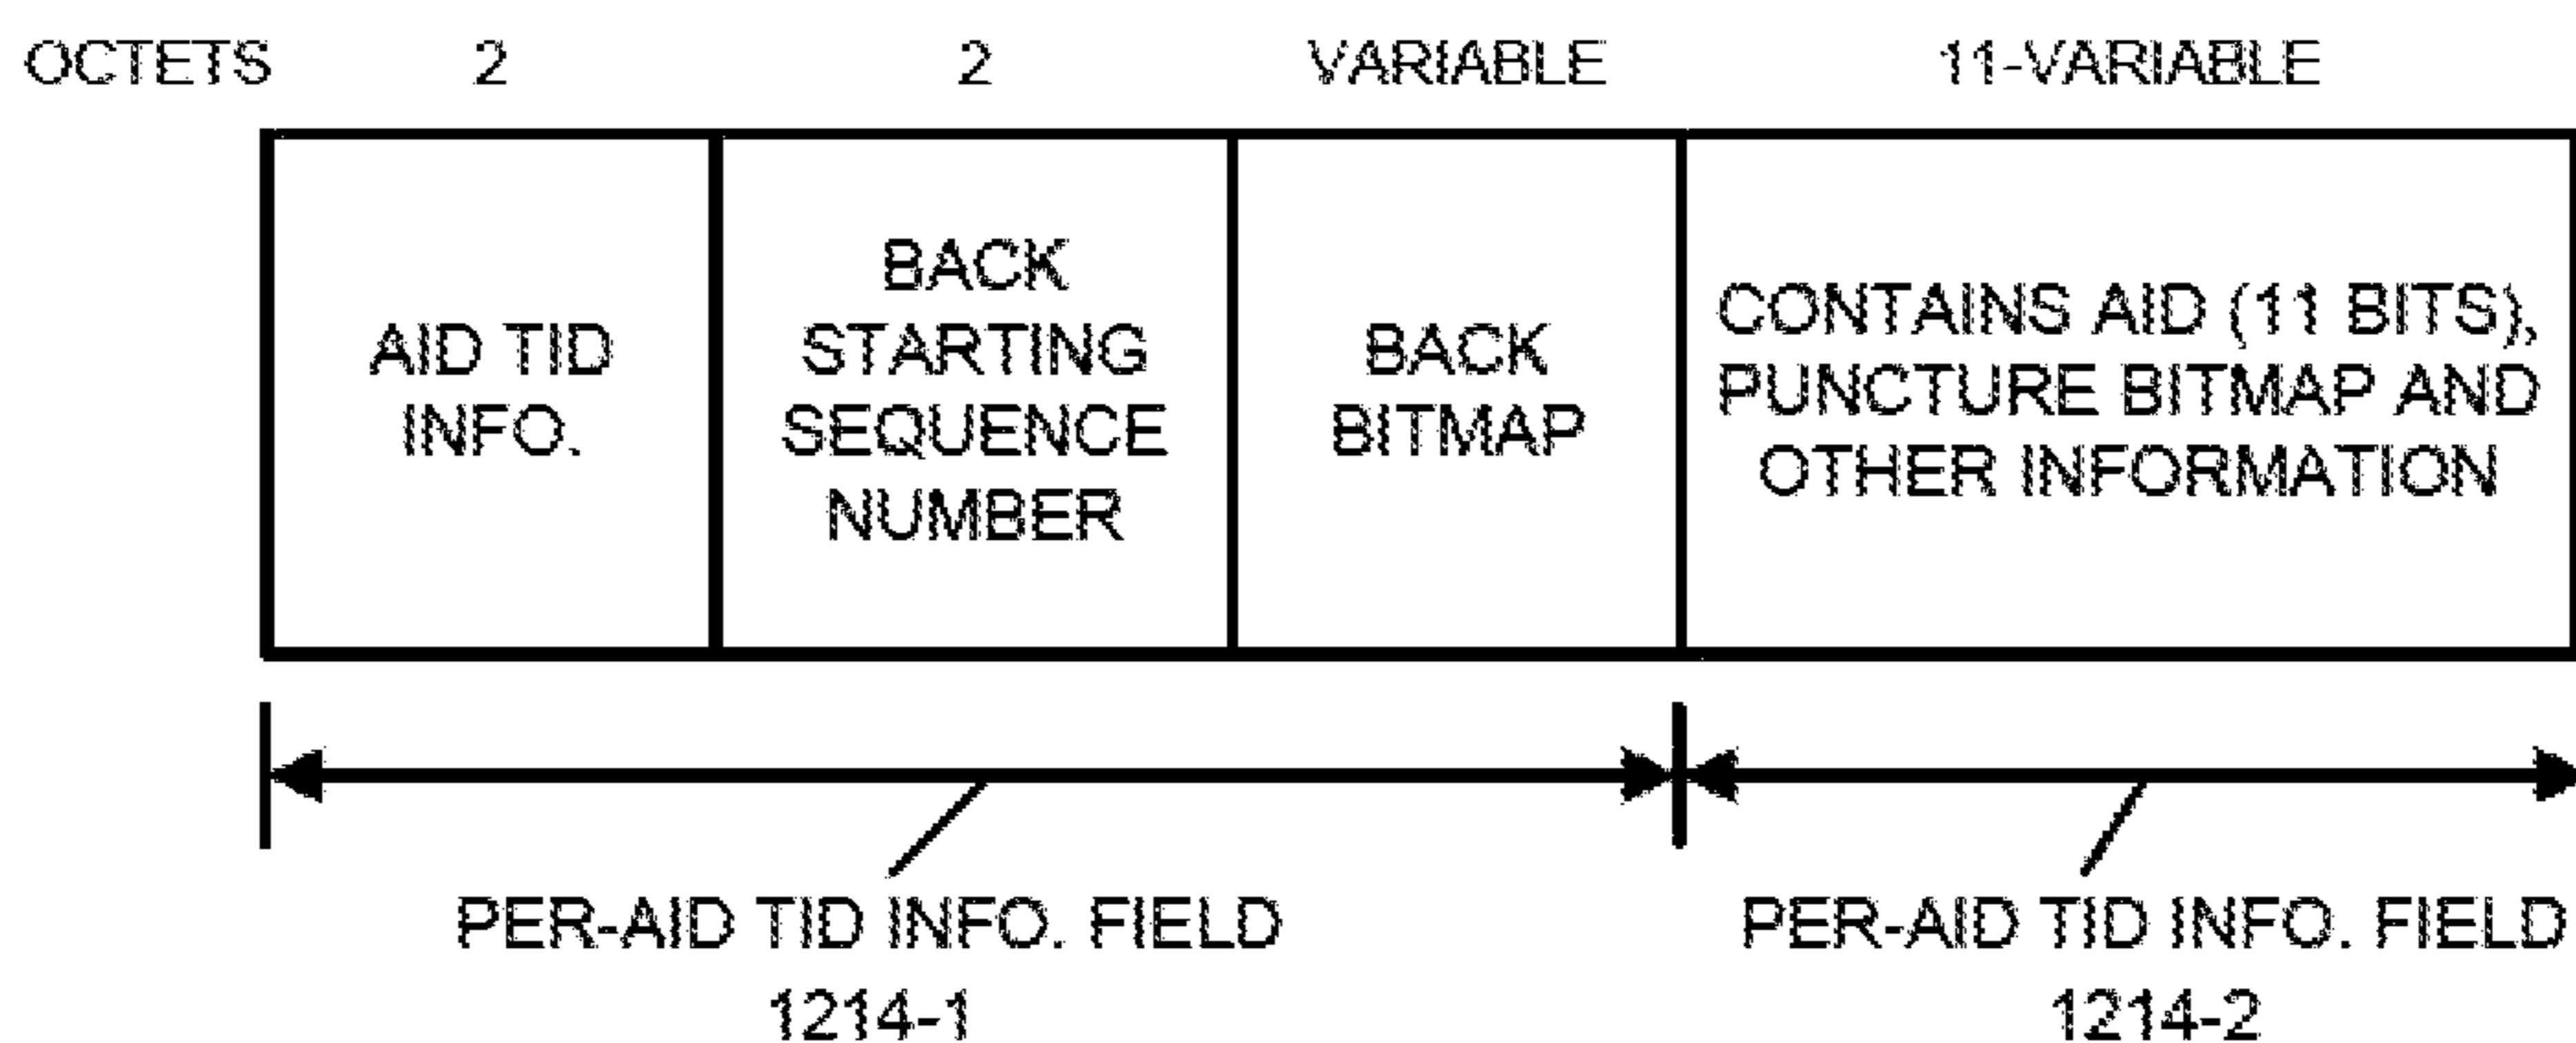 OCTETS 2 2 VARIABLE 11-VARIABLE
AID TID
INFO.
BACK
STARTING
SEQUENCE
NUMBER
BACK
BITMAP
CONTAINS AID (11 BITS),
PUNCTURE BITMAP AND
OTHER INFORMATION
PER-AID TID INFO. FIELD
1214-1
PER-AID TID INFO. FIELD
1214-2